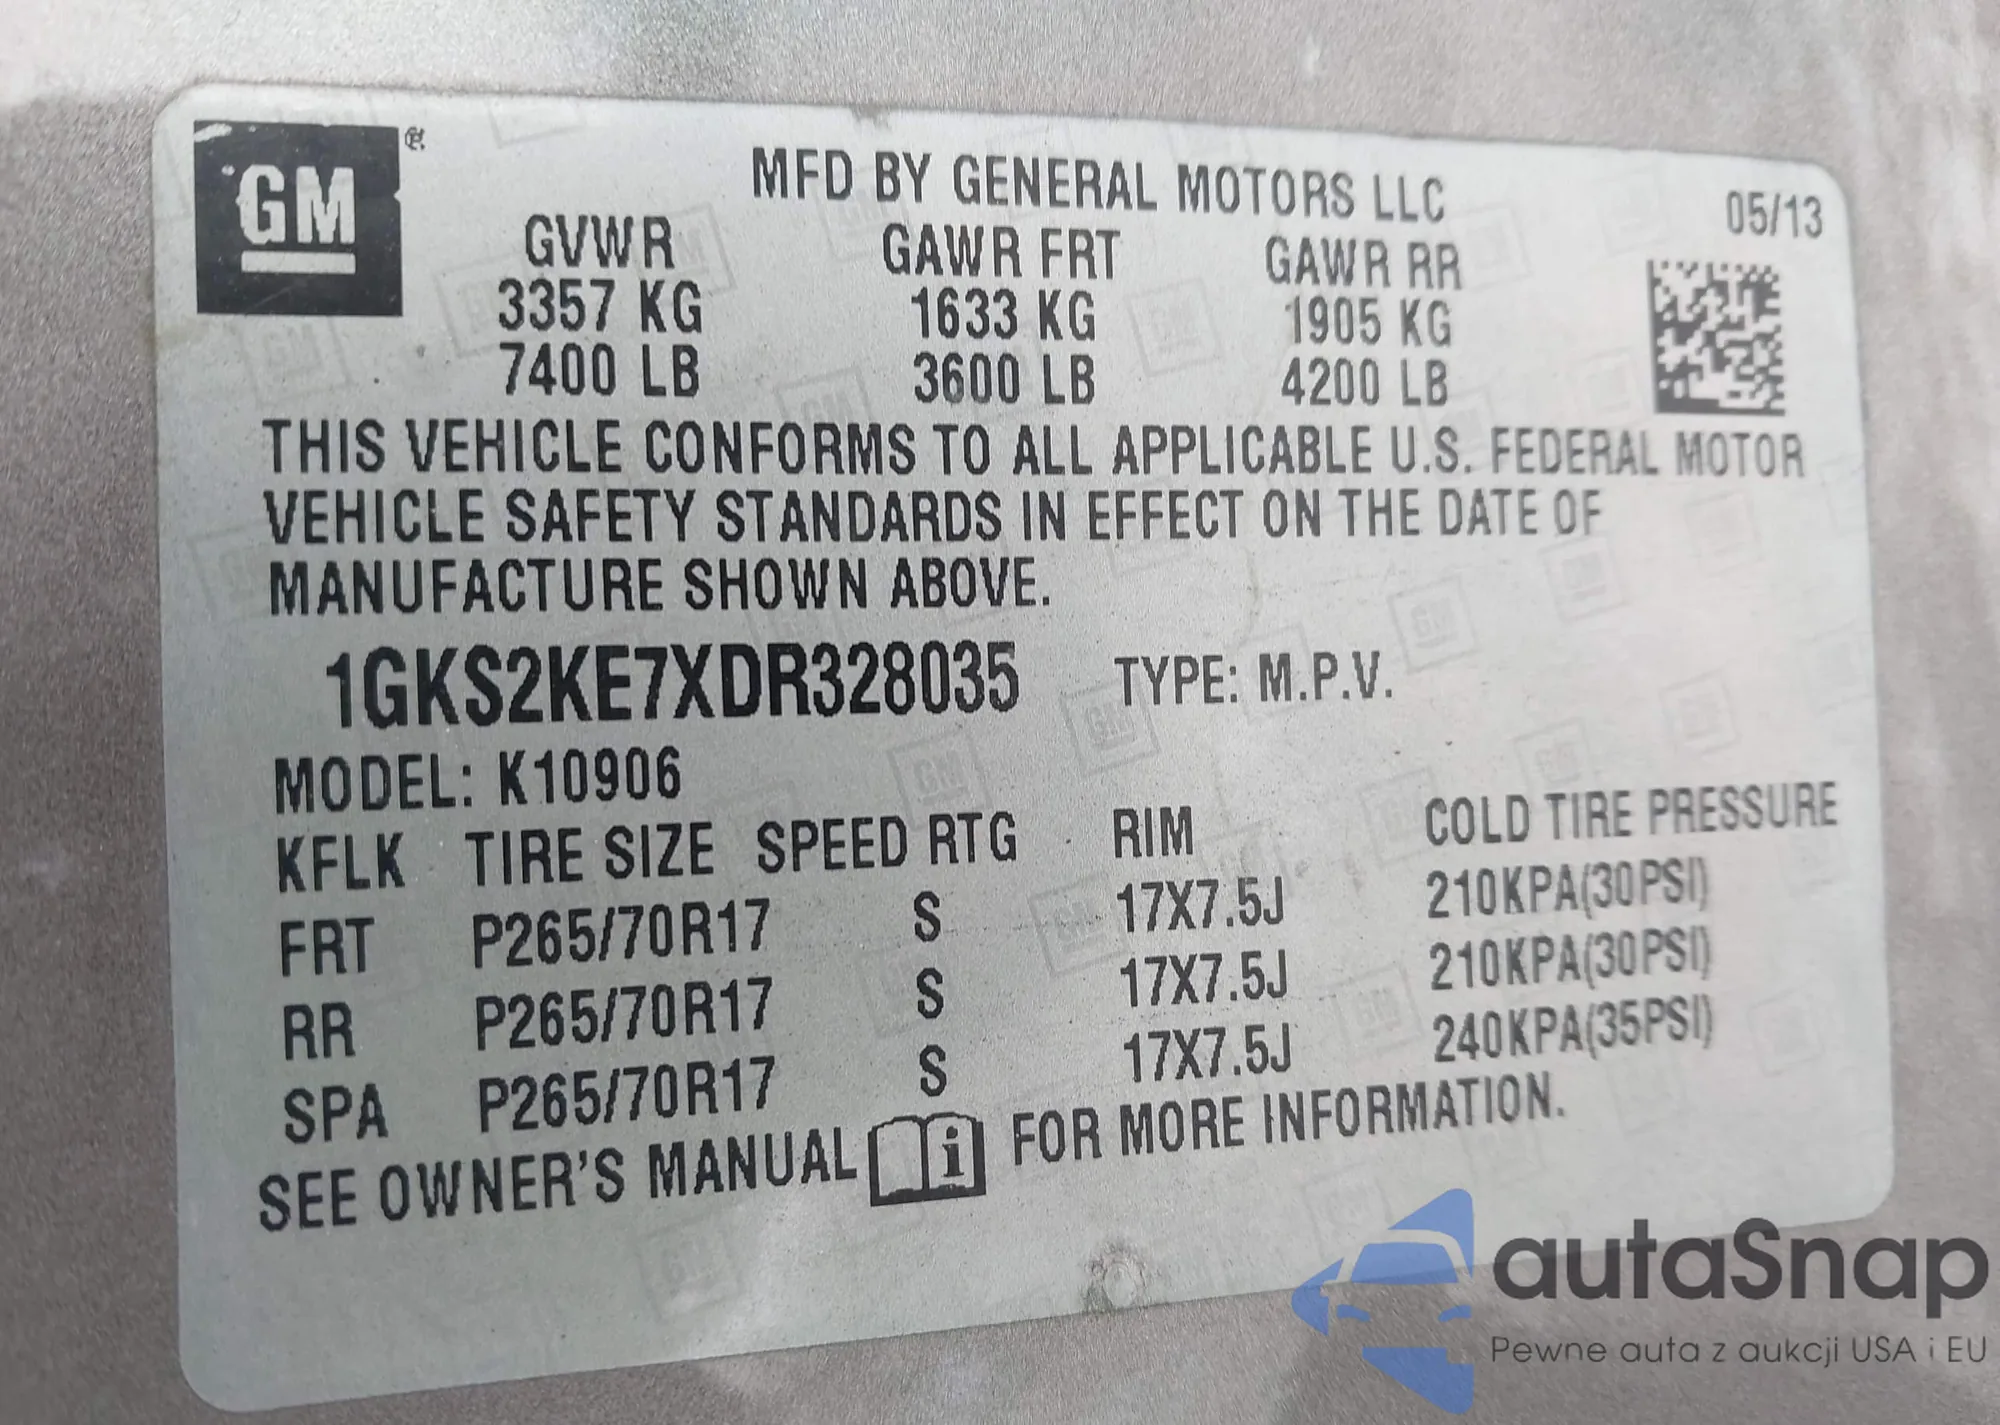 GM
MFD BY GENERAL MOTORS LLC 05/13
GVWR GAWR FRT GAWR RR
3357 KG 1633 KG 1905 KG
7400 LB 3600 LB 4200 LB
THIS VEHICLE CONFORMS TO ALL APPLICABLE U.S. FEDERAL MOTOR
VEHICLE SAFETY STANDARDS IN EFFECT ON THE DATE OF
MANUFACTURE SHOWN ABOVE.
1GKS2KE7XDR328035 TYPE: M.P.V.
MODEL: K10906
KFLK TIRE SIZE SPEED RTG RIM COLD TIRE PRESSURE
FRT P265/70R17 S 17X7.5J 210KPA(30PSI)
RR P265/70R17 S 17X7.5J 210KPA(30PSI)
SPA P265/70R17 S 17X7.5J 240KPA(35PSI)
SEE OWNER'S MANUAL i FOR MORE INFORMATION.
autaSnap
Pewne auta z aukcji USA i EU